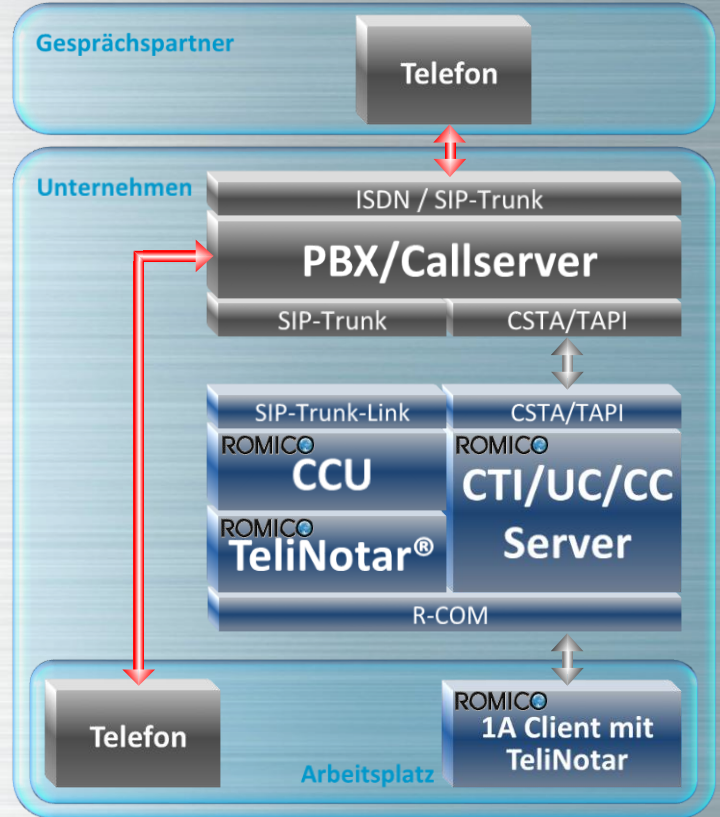 Gesprächspartner
Telefon
Unternehmen
ISDN / SIP-Trunk
PBX/Callserver
SIP-Trunk
CSTA/TAPI
SIP-Trunk-Link
CSTA/TAPI
ROMICO
CCU
ROMICO
CTI/UC/CC
Server
ROMICO
TeliNotar®
R-COM
Telefon
ROMICO
1A Client mit
TeliNotar
Arbeitsplatz